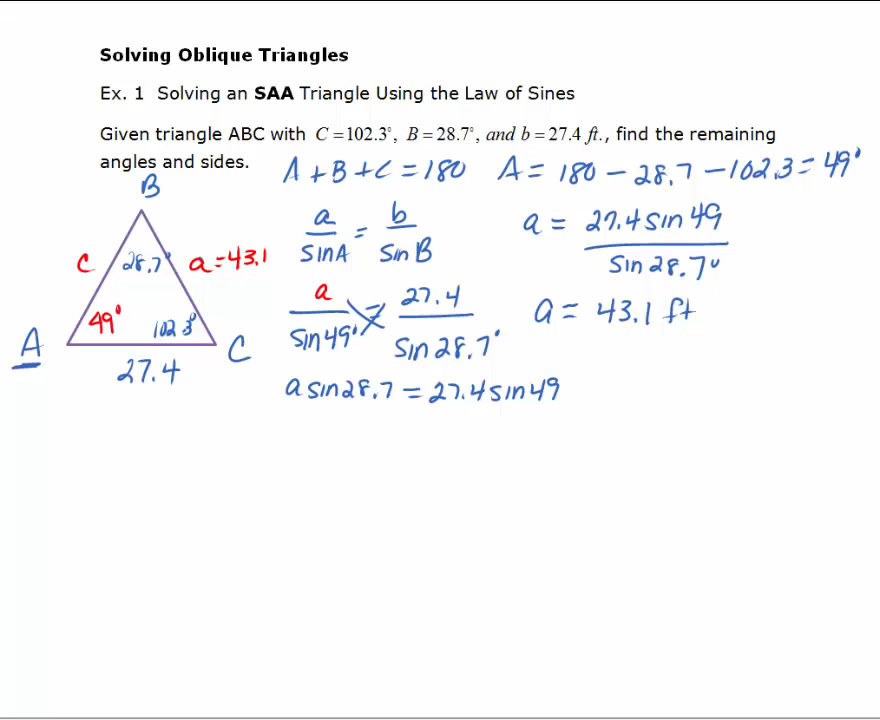 Solving Oblique Triangles
Ex. 1 Solving an SAA Triangle Using the Law of Sines
Given triangle ABC with C = 102.3°, B = 28.7°, and b = 27.4 ft., find the remaining
angles and sides.
A + B + C = 180
A = 180 - 28.7 - 102.3 = 49°
B
c
28.7°
a = 43.1
49°
102.3°
A
C
27.4
a/sin A = b/sin B
a/sin 49° = 27.4/sin 28.7°
a sin 28.7 = 27.4 sin 49
a = 27.4 sin 49/sin 28.7°
a = 43.1 ft